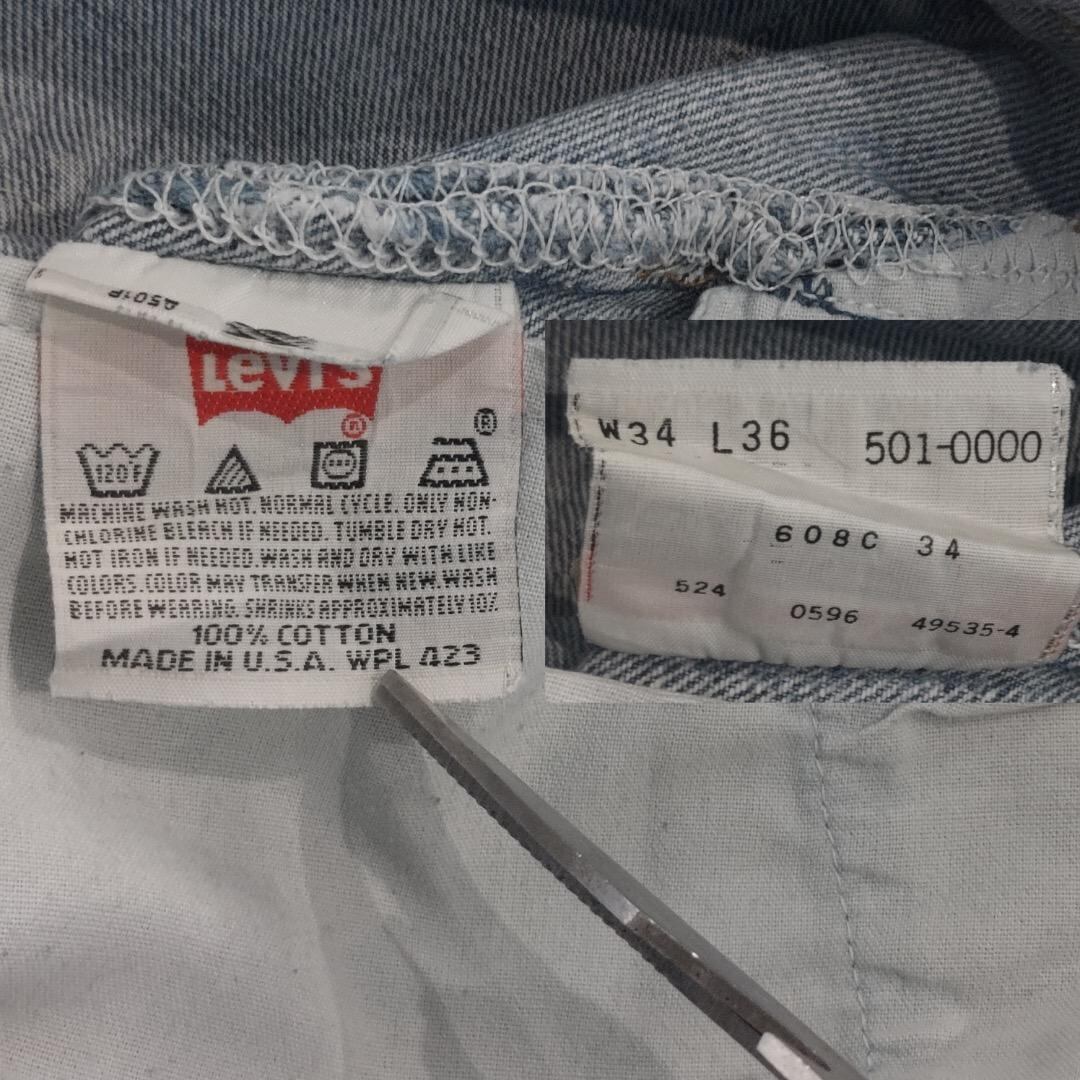 A501P
Levi's
®
®
120F
MACHINE WASH HOT. NORMAL CYCLE. ONLY NON-
CHLORINE BLEACH IF NEEDED. TUMBLE DRY HOT.
HOT IRON IF NEEDED. WASH AND DRY WITH LIKE
COLORS. COLOR MAY TRANSFER WHEN NEW. WASH
BEFORE WEARING. SHRINKS APPROXIMATELY 10%
100% COTTON
MADE IN U.S.A. WPL 423
W34 L36 501-0000
608C 34
524 0596 49535-4